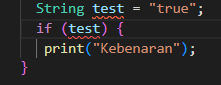 String test = "true";
if (test) {
print("Kebenaran");
}